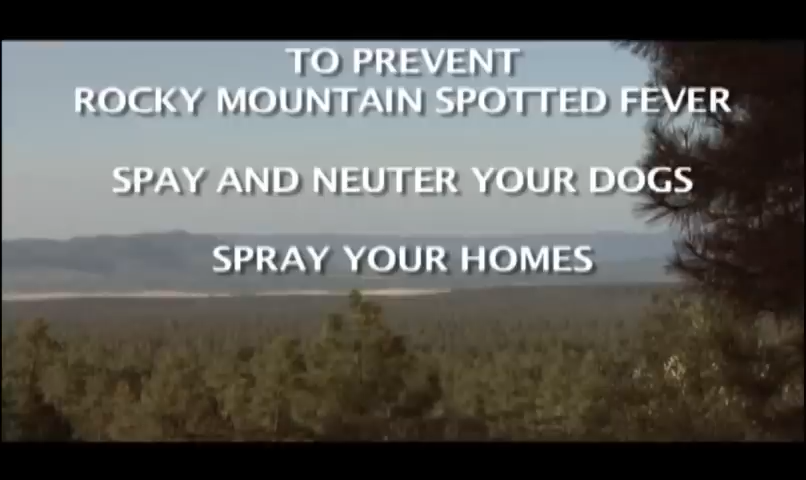 TO PREVENT
ROCKY MOUNTAIN SPOTTED FEVER
SPAY AND NEUTER YOUR DOGS
SPRAY YOUR HOMES